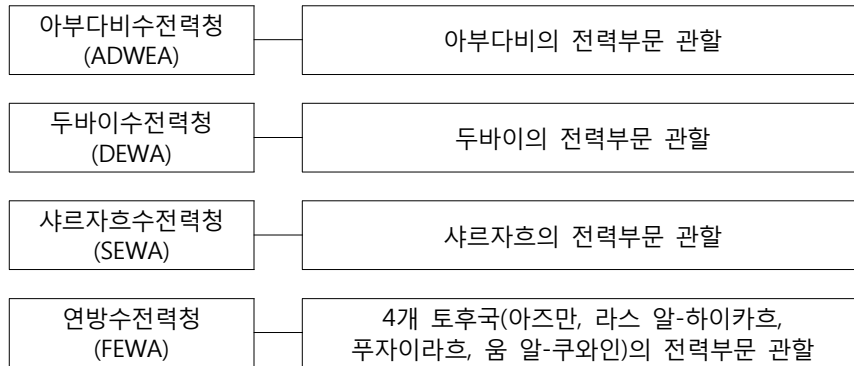 아부다비수전력청
(ADWEA)
아부다비의 전력부문 관할
두바이수전력청
(DEWA)
두바이의 전력부문 관할
샤르자흐수전력청
(SEWA)
샤르자흐의 전력부문 관할
연방수전력청
(FEWA)
4개 토후국(아즈만, 라스 알-하이카흐,
푸자이라흐, 움 알-쿠와인)의 전력부문 관할